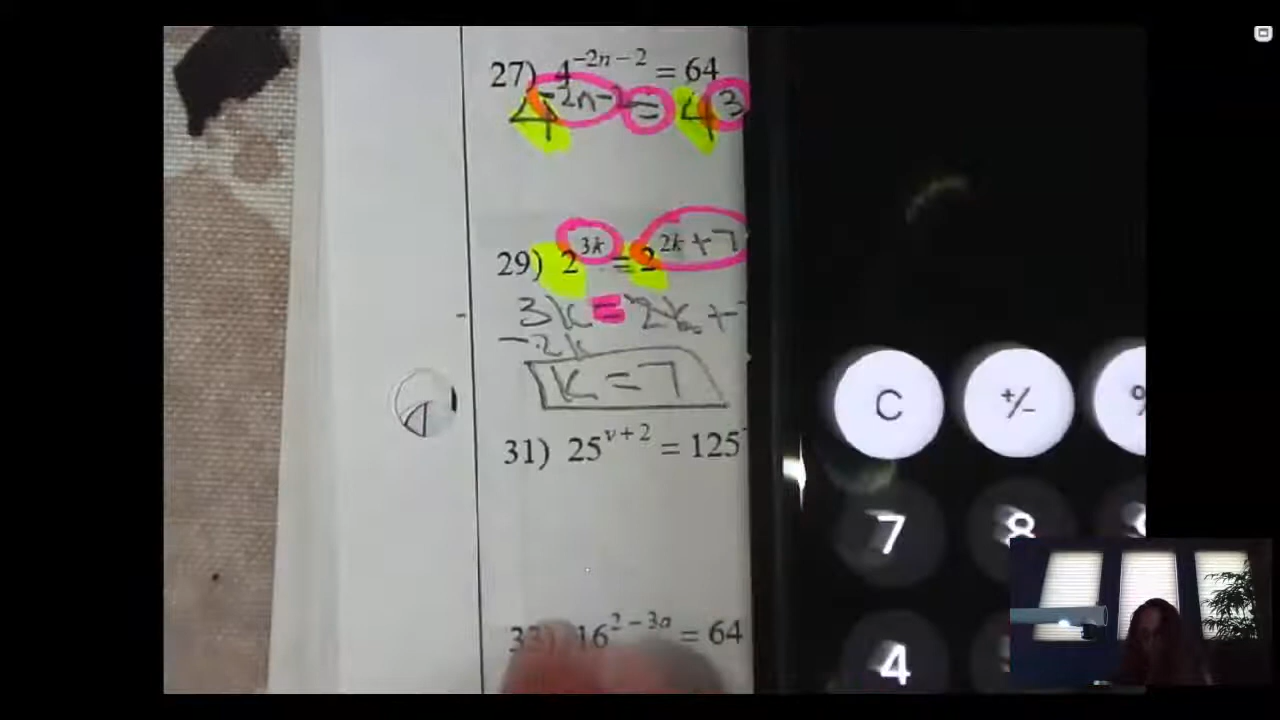 27) 4^{-2n-2} = 64
4^{-2n-2} = 4^{3}
29) 2^{3k} = 2^{2k+7}
3k = 2k +
-2k
k = 7
31) 25^{v+2} = 125
33) 16^{2-3a} = 64
C +/- %
7 8
4